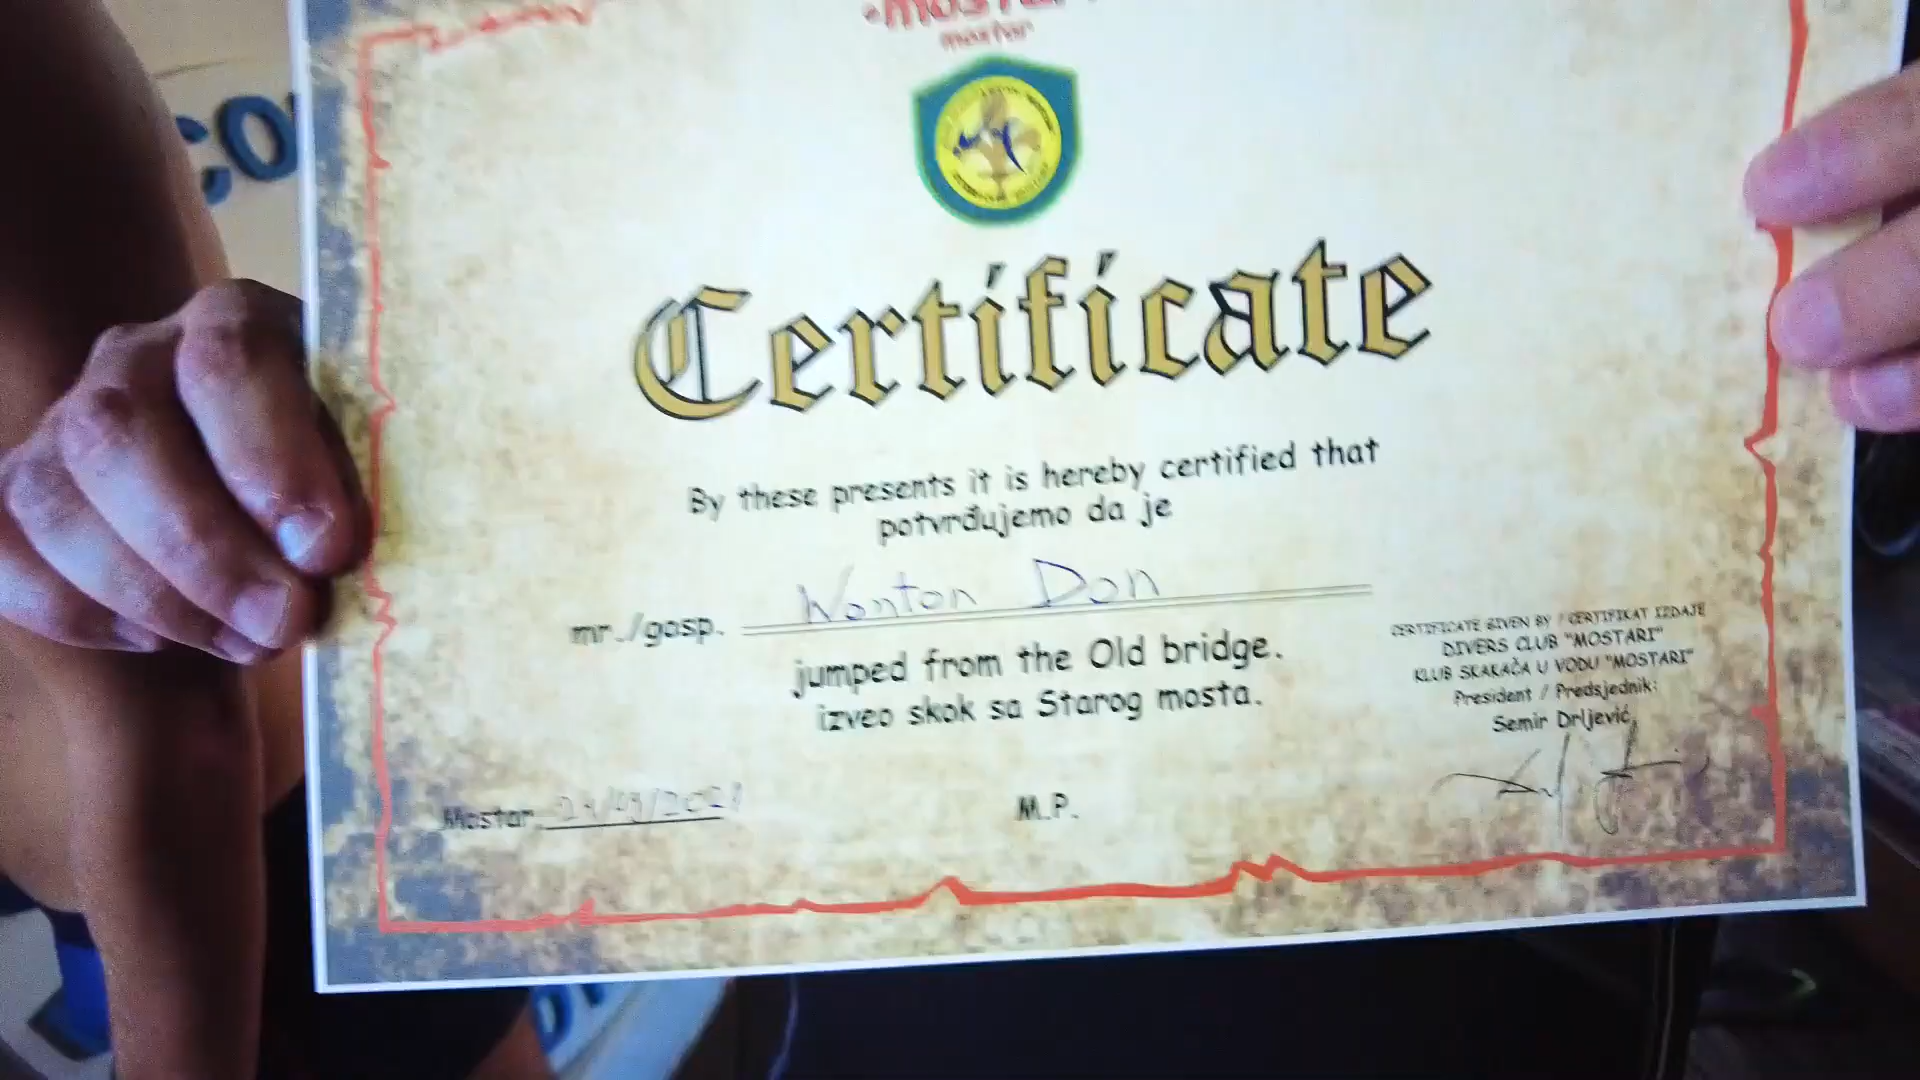 mostar
CO
Certificate
By these presents it is hereby certified that
potvrđujemo da je
mr./gosp. Wonton Don
jumped from the Old bridge.
izveo skok sa Starog mosta.
CERTIFICATE GIVEN BY / CERTIFIKAT IZDAJE
DIVERS CLUB "MOSTARI"
KLUB SKAKAČA U VODU "MOSTARI"
President / Predsjednik:
Semir Drljević
Mostar
M.P.